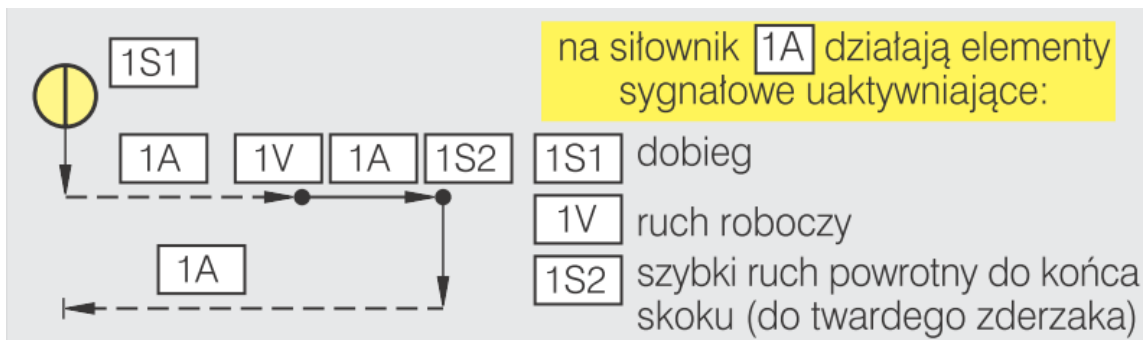 1S1
na siłownik 1A działają elementy
sygnałowe uaktywniające:
1A 1V 1A 1S2
1S1 dobieg
1V ruch roboczy
1A
1S2 szybki ruch powrotny do końca
skoku (do twardego zderzaka)